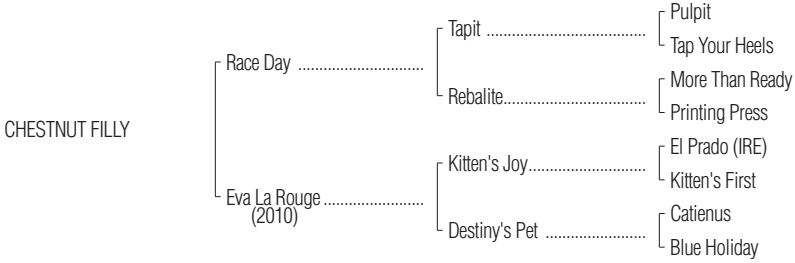 Pulpit
Tapit ....................................
Tap Your Heels
Race Day ............................
More Than Ready
Rebalite................................
Printing Press
CHESTNUT FILLY
El Prado (IRE)
Kitten's Joy..........................
Kitten's First
Eva La Rouge ......................
(2010)
Catienus
Destiny's Pet ......................
Blue Holiday